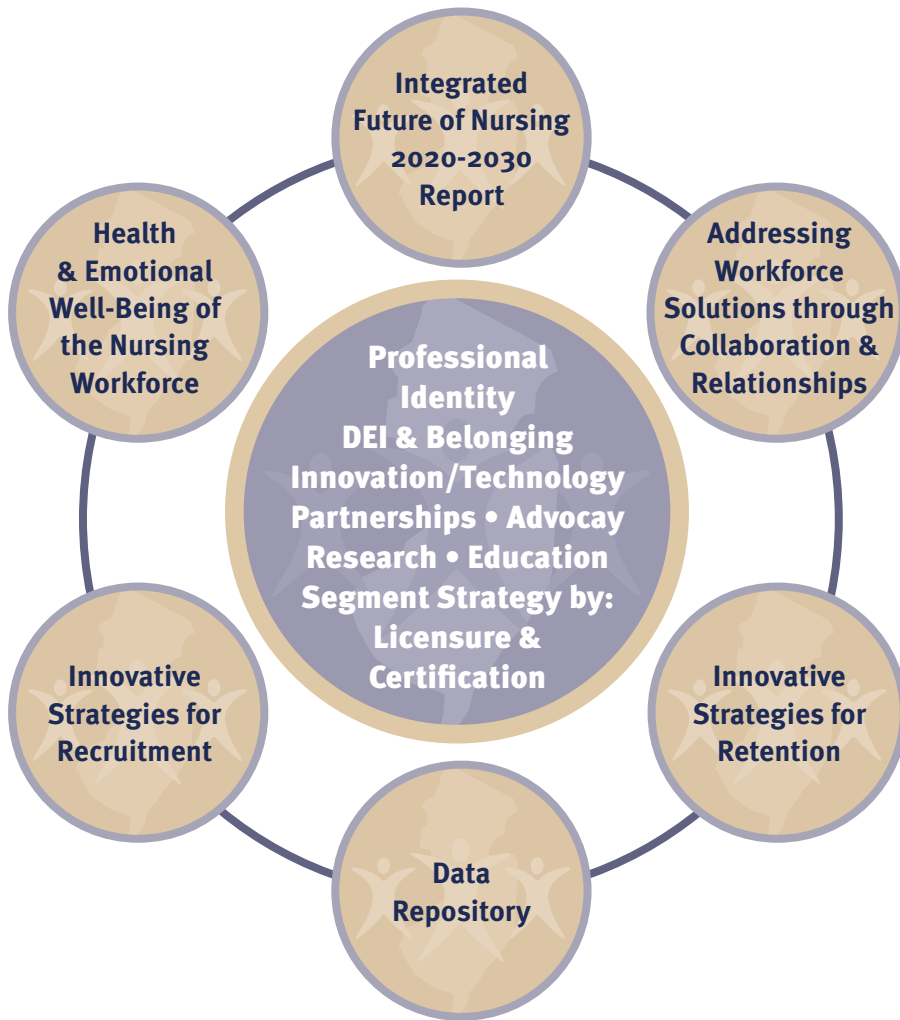 Integrated
Future of Nursing
2020-2030
Report
Addressing
Workforce
Solutions through
Collaboration &
Relationships
Innovative
Strategies for
Retention
Data
Repository
Innovative
Strategies for
Recruitment
Health
& Emotional
Well-Being of
the Nursing
Workforce
Professional
Identity
DEI & Belonging
Innovation/Technology
Partnerships • Advocay
Research • Education
Segment Strategy by:
Licensure &
Certification